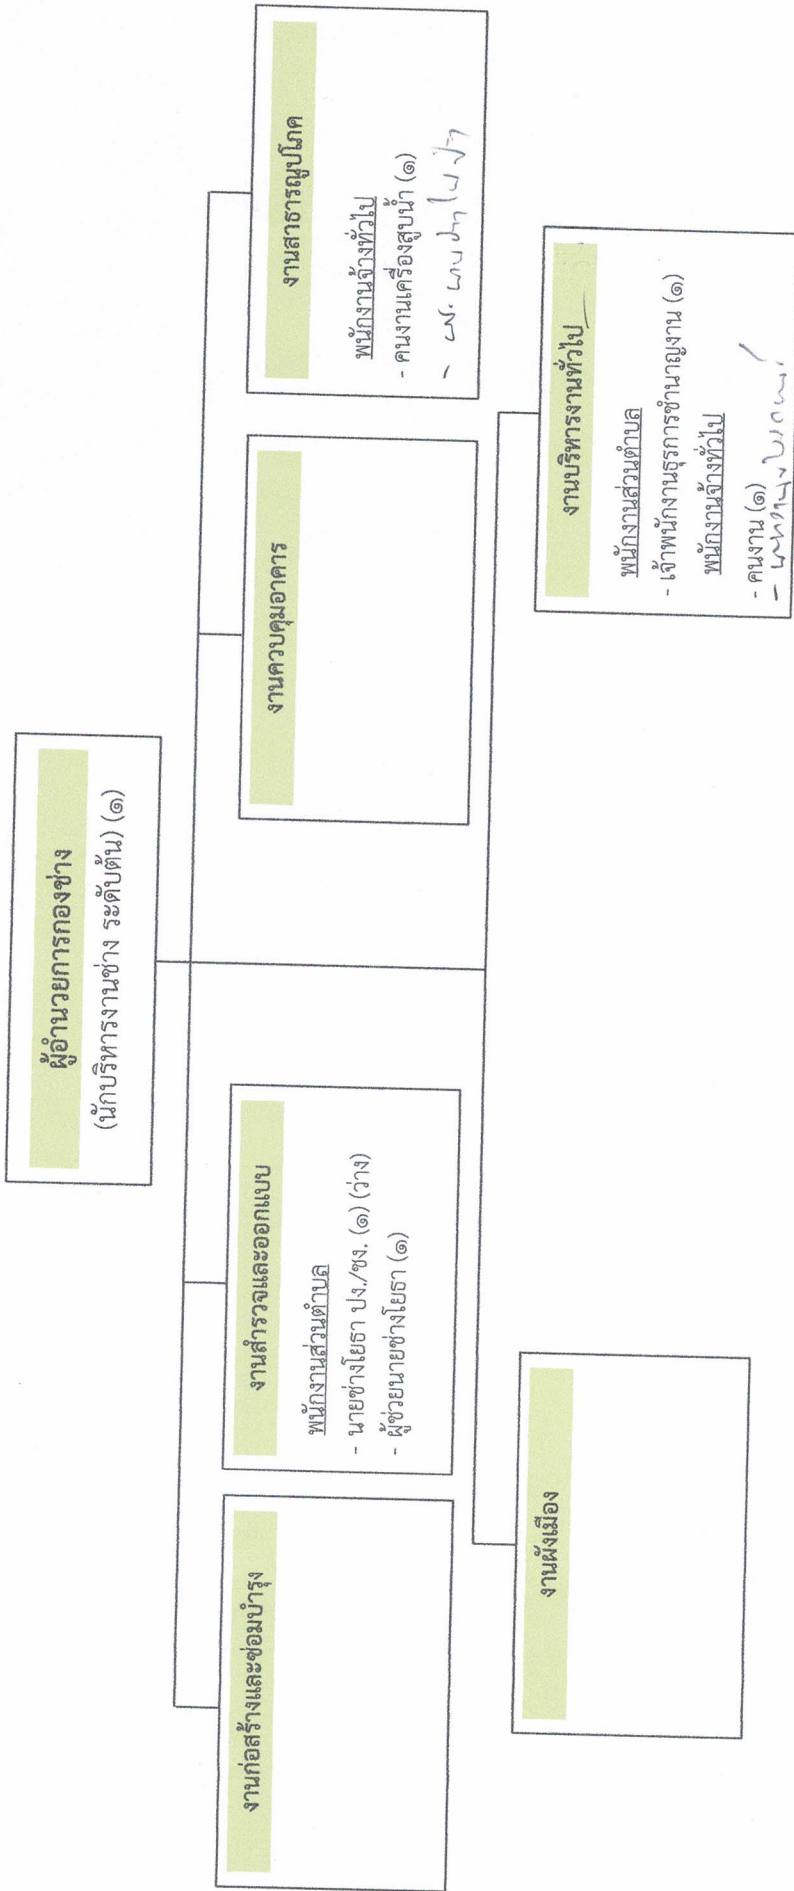 ผู้อำนวยการกองช่าง
(นักบริหารงานช่าง ระดับต้น) (๑)
งานก่อสร้างและซ่อมบำรุง
งานสำรวจและออกแบบ
พนักงานส่วนตำบล
- นายช่างโยธา ปง./ชง. (๑) (ว่าง)
- ผู้ช่วยนายช่างโยธา (๑)
งานควบคุมอาคาร
งานสาธารณูปโภค
พนักงานจ้างทั่วไป
- คนงานเครื่องสูบน้ำ (๑)
งานผังเมือง
งานบริหารงานทั่วไป
พนักงานส่วนตำบล
- เจ้าพนักงานธุรการชำนาญงาน (๑)
พนักงานจ้างทั่วไป
- คนงาน (๑)